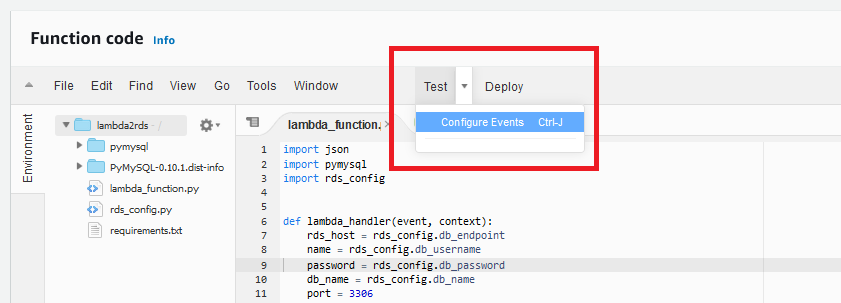 Function code Info
File Edit Find View Go Tools Window Test Deploy
Configure Events Ctrl-J
Environment
lambda2rds - /
pymysql
PyMySQL-0.10.1.dist-info
lambda_function.py
rds_config.py
requirements.txt
lambda_function.
1 import json
2 import pymysql
3 import rds_config
4
5
6 def lambda_handler(event, context):
7 rds_host = rds_config.db_endpoint
8 name = rds_config.db_username
9 password = rds_config.db_password
10 db_name = rds_config.db_name
11 port = 3306